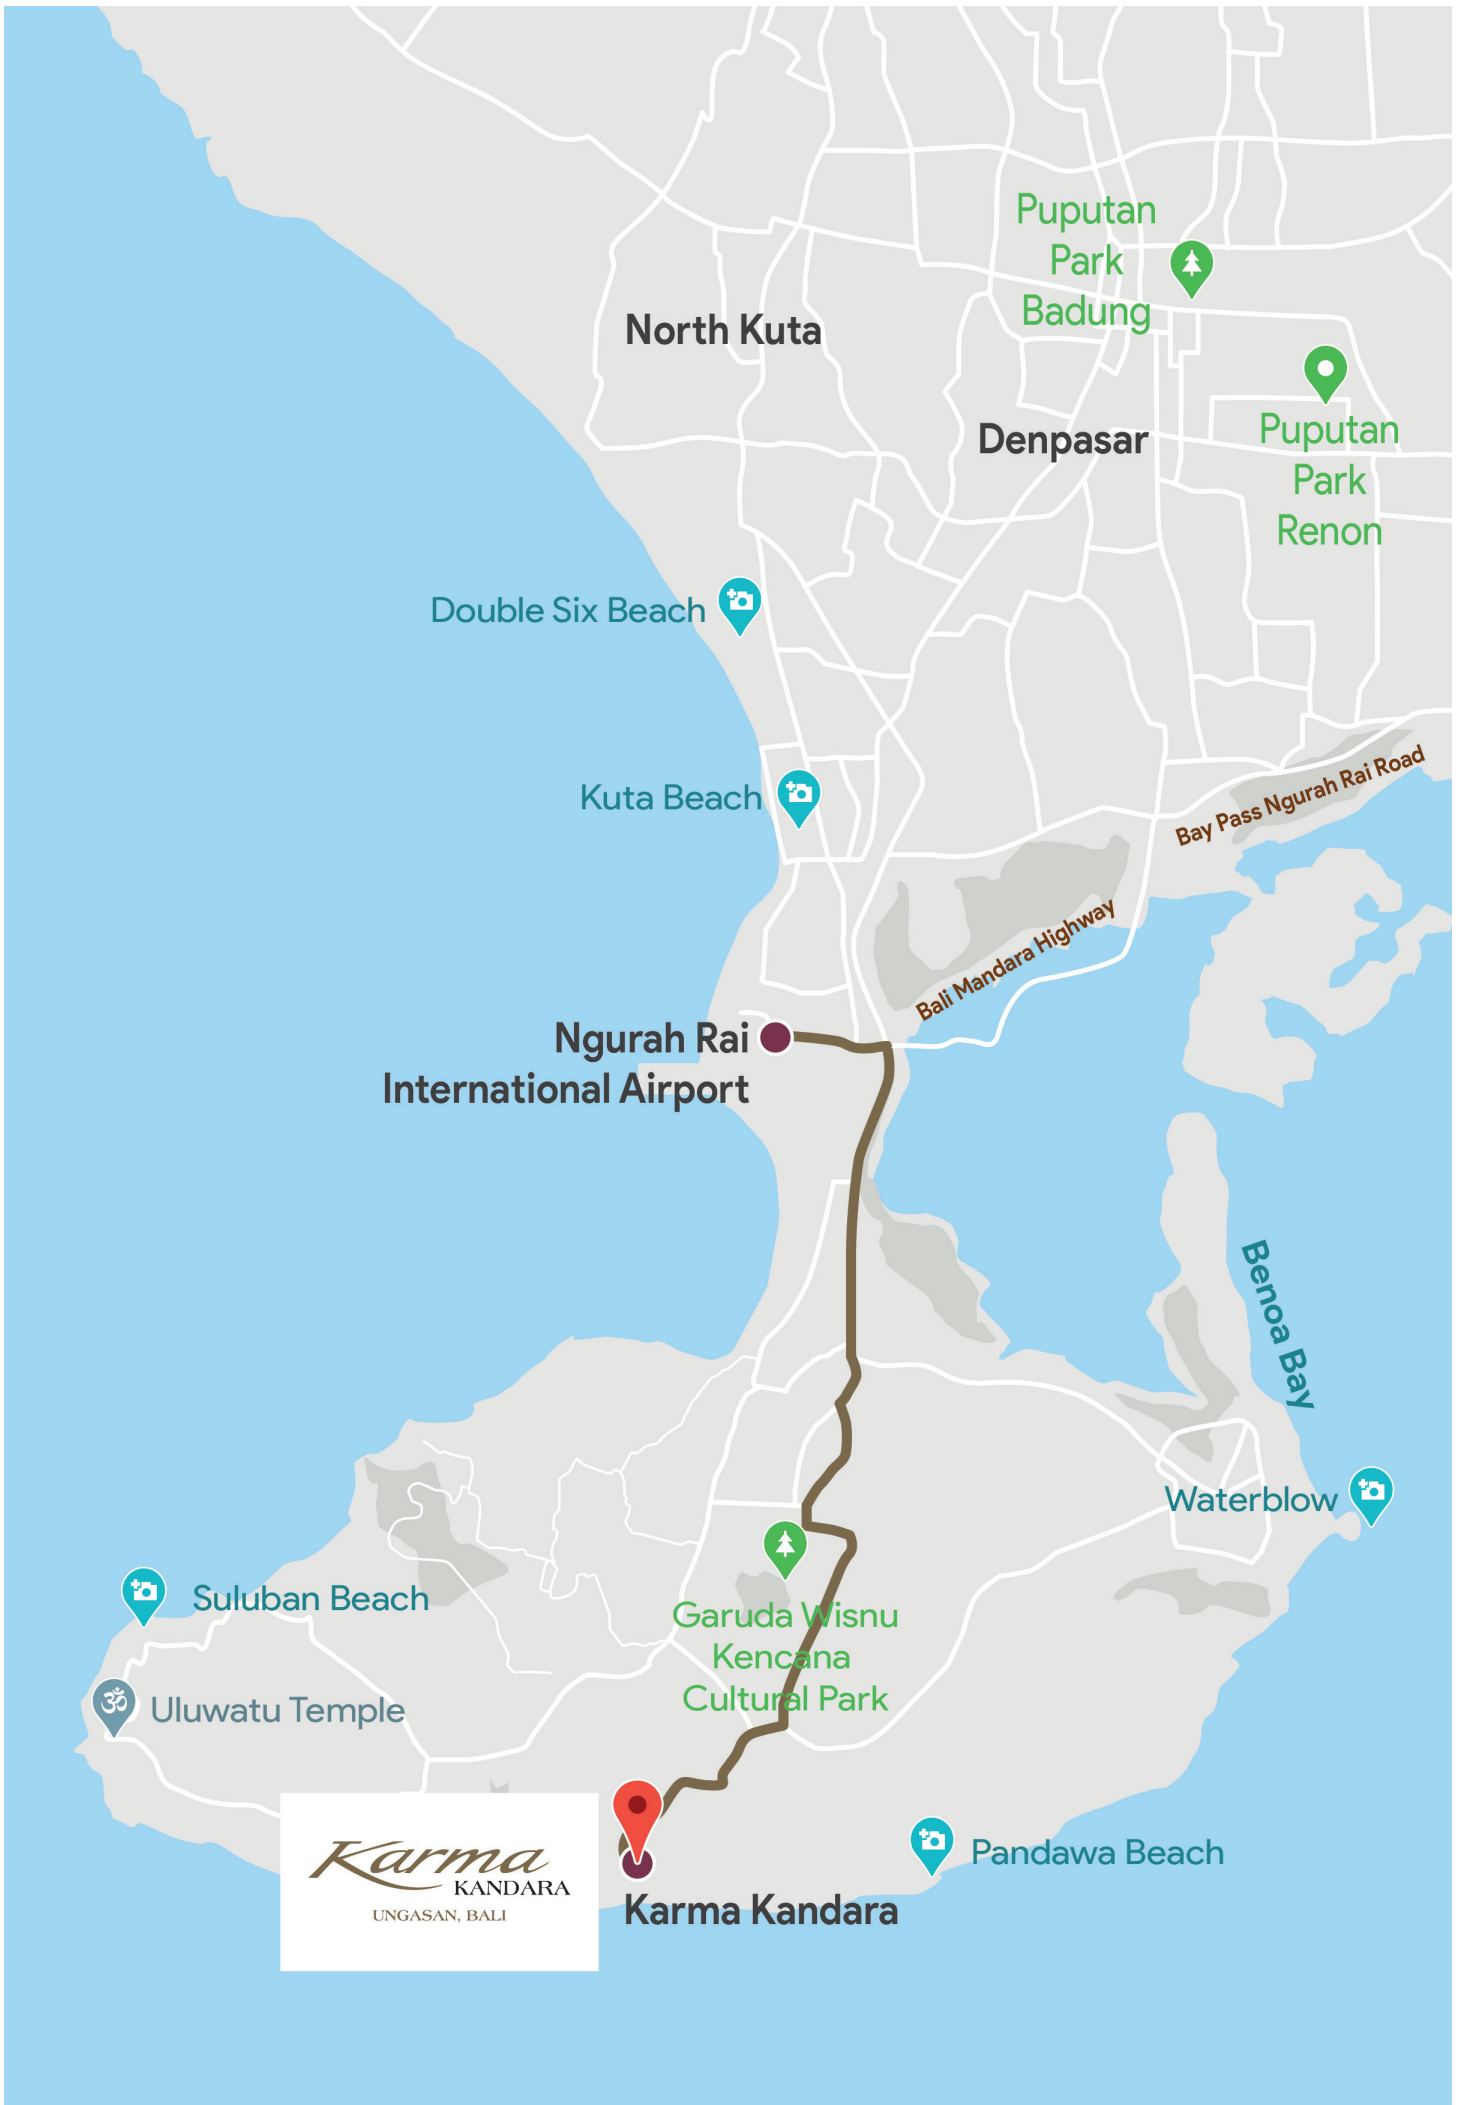 Puputan
Park
Badung
North Kuta
Puputan
Park
Renon
Denpasar
Double Six Beach
Kuta Beach
Bay Pass Ngurah Rai Road
Bali Mandara Highway
Ngurah Rai
International Airport
Benoa Bay
Waterblow
Suluban Beach
Garuda Wisnu
Kencana
Cultural Park
Uluwatu Temple
Karma
KANDARA
UNGASAN, BALI
Pandawa Beach
Karma Kandara